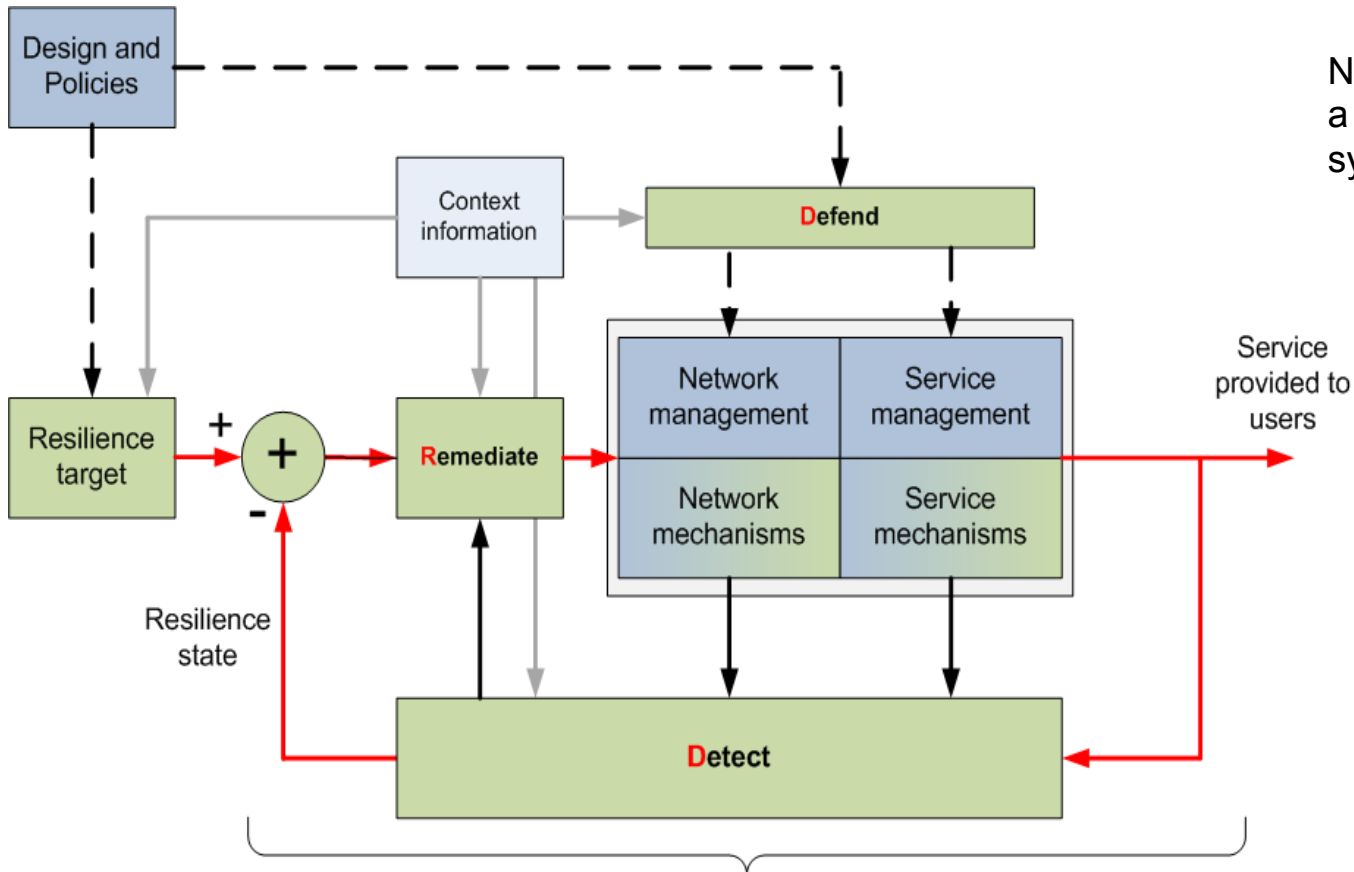 Design and
Policies
N
a
sy
Context
information
Defend
Network
management
Service
management
Service
provided to
users
Resilience
target
+
+
-
Remediate
Network
mechanisms
Service
mechanisms
Resilience
state
Detect